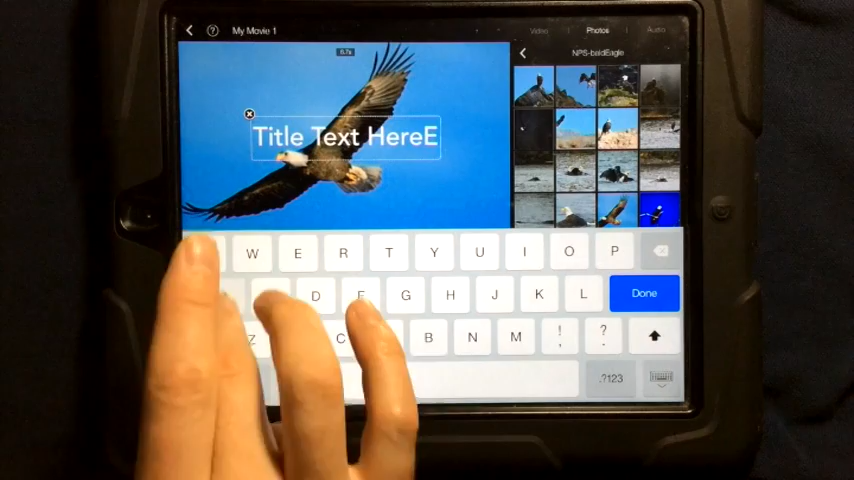 My Movie 1
Video
Photos
Audio
NPS-baldEagle
Title Text HereE
W E R T Y U I O P
D F G H J K L Done
Z C B N M ! , ? .
.?123